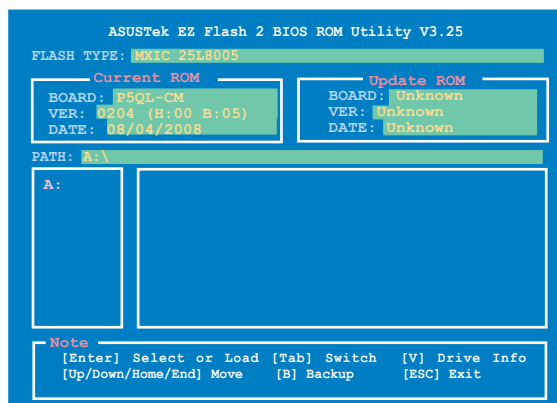 ASUSTek EZ Flash 2 BIOS ROM Utility V3.25
FLASH TYPE: MXIC 25L8005
Current ROM
BOARD: P5QL-CM
VER: 0204 (H:00 B:05)
DATE: 08/04/2008
Update ROM
BOARD: Unknown
VER: Unknown
DATE: Unknown
PATH: A:\
A:
Note
[Enter] Select or Load [Tab] Switch [V] Drive Info
[Up/Down/Home/End] Move [B] Backup [ESC] Exit